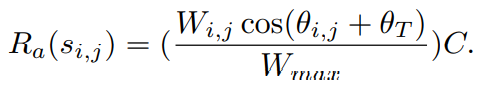 $R_a(s_{i,j}) = (\frac{W_{i,j} \cos(\theta_{i,j} + \theta_T)}{W_{max}})C.$